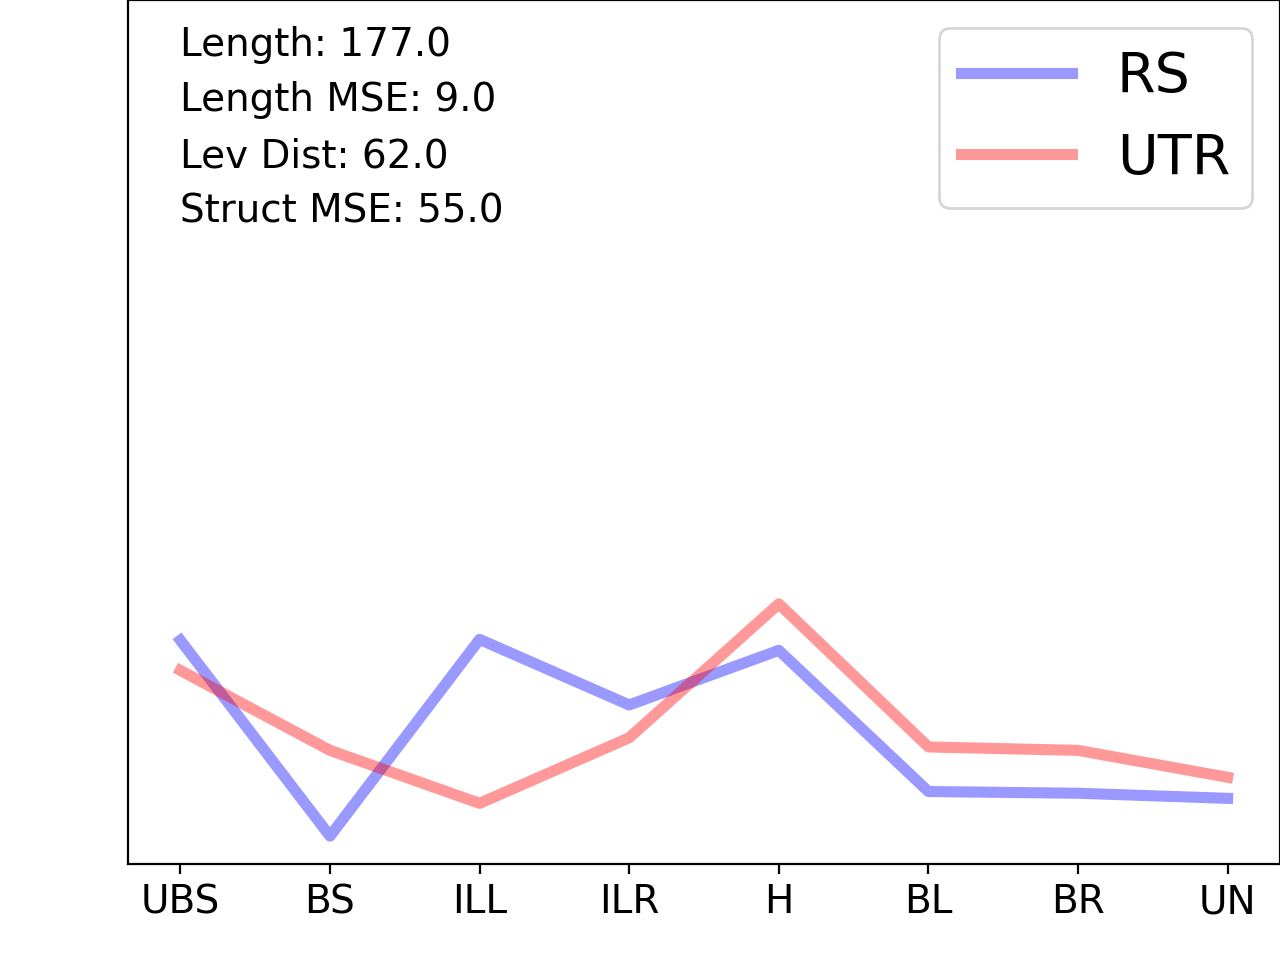 Length: 177.0
Length MSE: 9.0
Lev Dist: 62.0
Struct MSE: 55.0
RS
UTR
UBS BS ILL ILR H BL BR UN